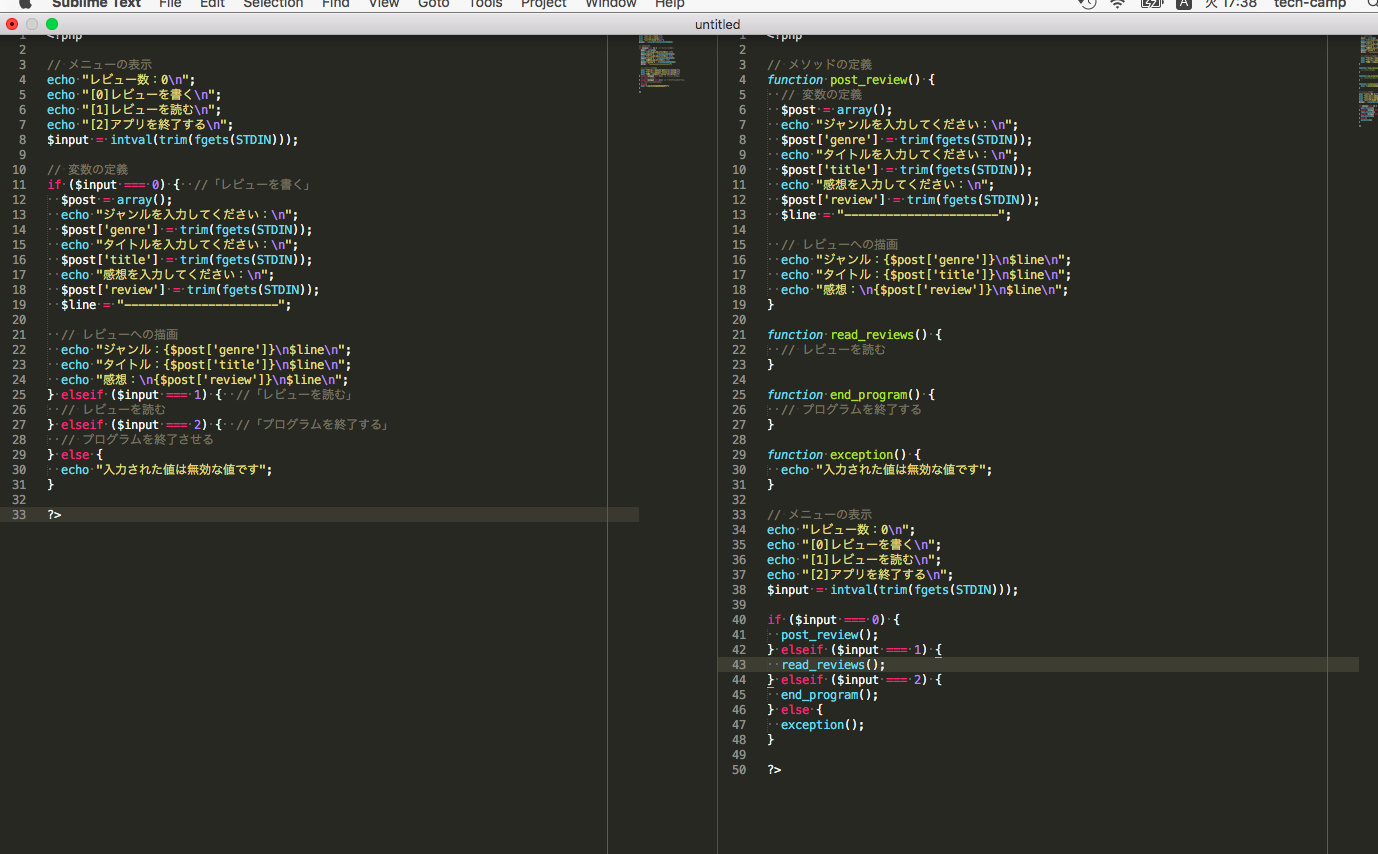 Sublime Text File Edit Selection Find View Goto Tools Project Window Help A 火 17:38 tech-camp
untitled
1 <?php
2
3 // メニューの表示
4 echo "レビュー数：0\n";
5 echo "[0]レビューを書く\n";
6 echo "[1]レビューを読む\n";
7 echo "[2]アプリを終了する\n";
8 $input = intval(trim(fgets(STDIN)));
9
10 // 変数の定義
11 if ($input === 0) { //「レビューを書く」
12 $post = array();
13 echo "ジャンルを入力してください：\n";
14 $post['genre'] = trim(fgets(STDIN));
15 echo "タイトルを入力してください：\n";
16 $post['title'] = trim(fgets(STDIN));
17 echo "感想を入力してください：\n";
18 $post['review'] = trim(fgets(STDIN));
19 $line = "----------------------";
20
21 // レビューへの描画
22 echo "ジャンル：{$post['genre']}\n$line\n";
23 echo "タイトル：{$post['title']}\n$line\n";
24 echo "感想：\n{$post['review']}\n$line\n";
25 } elseif ($input === 1) { //「レビューを読む」
26 // レビューを読む
27 } elseif ($input === 2) { //「プログラムを終了する」
28 // プログラムを終了させる
29 } else {
30 echo "入力された値は無効な値です";
31 }
32
33 ?>
1 <?php
2
3 // メソッドの定義
4 function post_review() {
5 // 変数の定義
6 $post = array();
7 echo "ジャンルを入力してください：\n";
8 $post['genre'] = trim(fgets(STDIN));
9 echo "タイトルを入力してください：\n";
10 $post['title'] = trim(fgets(STDIN));
11 echo "感想を入力してください：\n";
12 $post['review'] = trim(fgets(STDIN));
13 $line = "----------------------";
14
15 // レビューへの描画
16 echo "ジャンル：{$post['genre']}\n$line\n";
17 echo "タイトル：{$post['title']}\n$line\n";
18 echo "感想：\n{$post['review']}\n$line\n";
19 }
20
21 function read_reviews() {
22 // レビューを読む
23 }
24
25 function end_program() {
26 // プログラムを終了する
27 }
28
29 function exception() {
30 echo "入力された値は無効な値です";
31 }
32
33 // メニューの表示
34 echo "レビュー数：0\n";
35 echo "[0]レビューを書く\n";
36 echo "[1]レビューを読む\n";
37 echo "[2]アプリを終了する\n";
38 $input = intval(trim(fgets(STDIN)));
39
40 if ($input === 0) {
41 post_review();
42 } elseif ($input === 1) {
43 read_reviews();
44 } elseif ($input === 2) {
45 end_program();
46 } else {
47 exception();
48 }
49
50 ?>